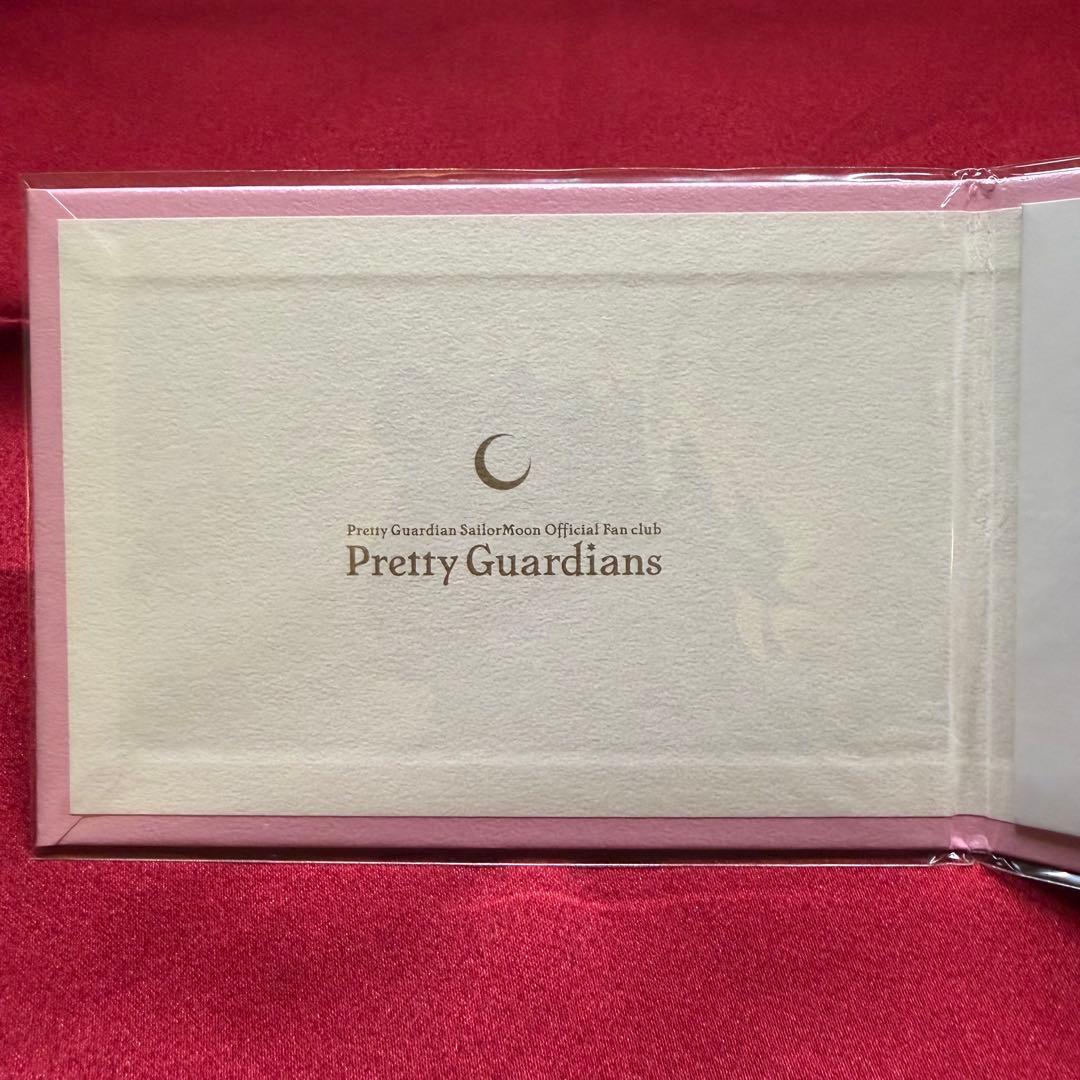 Pretty Guardian SailorMoon Official Fan club
Pretty Guardians